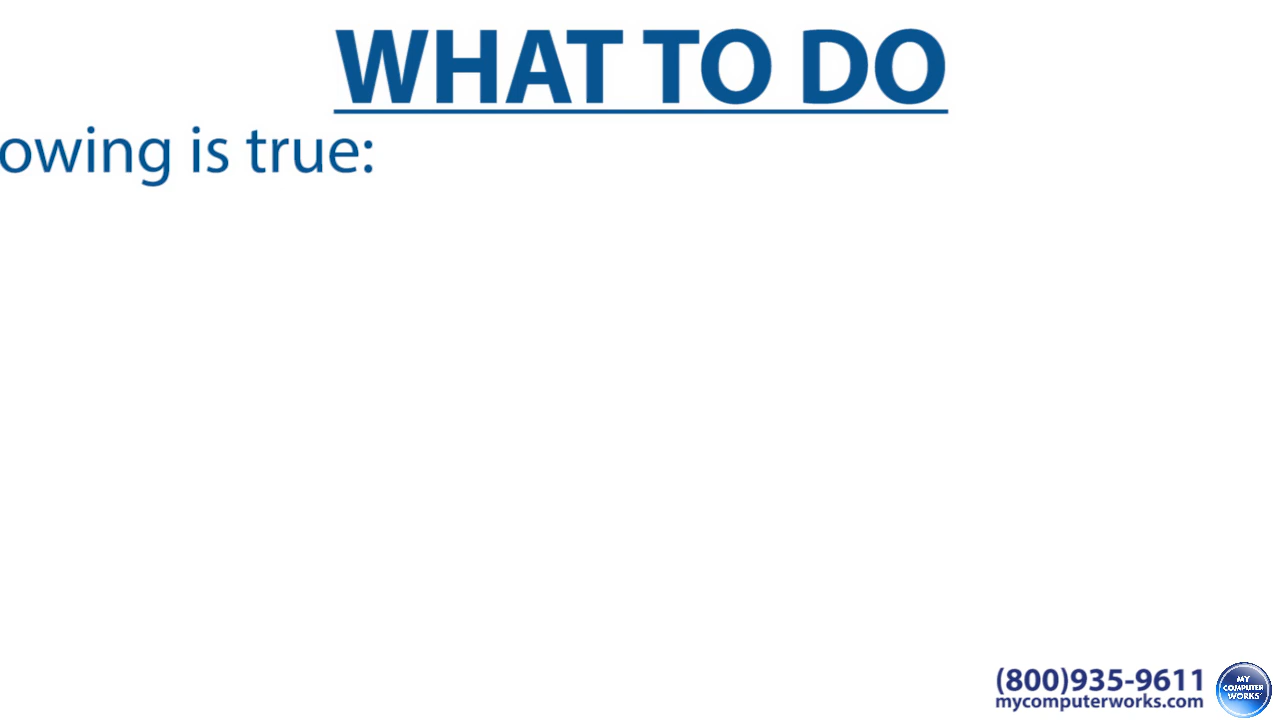 WHAT TO DO
owing is true:
(800)935-9611
mycomputerworks.com
MY
COMPUTER
WORKS